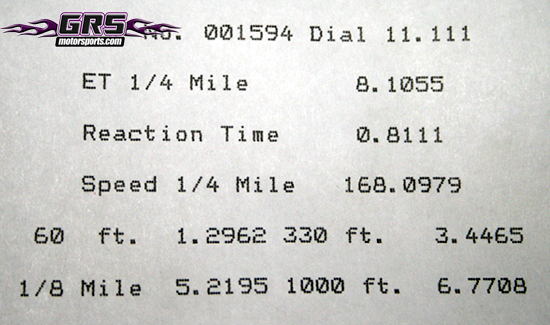 GRS
motorsports.com
No. 001594 Dial 11.111
ET 1/4 Mile 8.1055
Reaction Time 0.8111
Speed 1/4 Mile 168.0979
60 ft. 1.2962 330 ft. 3.4465
1/8 Mile 5.2195 1000 ft. 6.7708